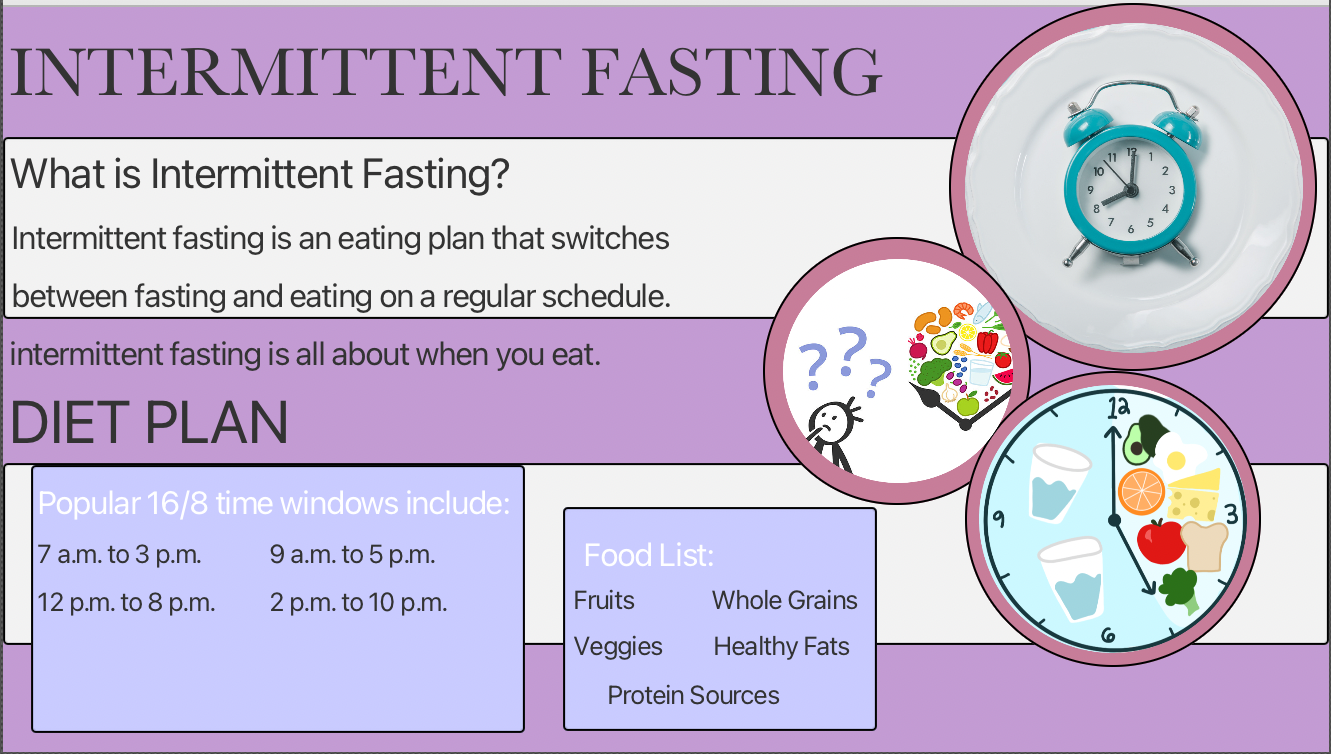 INTERMITTENT FASTING
What is Intermittent Fasting?
Intermittent fasting is an eating plan that switches
between fasting and eating on a regular schedule.
intermittent fasting is all about when you eat.
DIET PLAN
Popular 16/8 time windows include:
7 a.m. to 3 p.m. 9 a.m. to 5 p.m.
12 p.m. to 8 p.m. 2 p.m. to 10 p.m.
Food List:
Fruits Whole Grains
Veggies Healthy Fats
Protein Sources
12
1
2
3
4
5
6
7
8
9
10
11
? ? ?
12
3
6
9